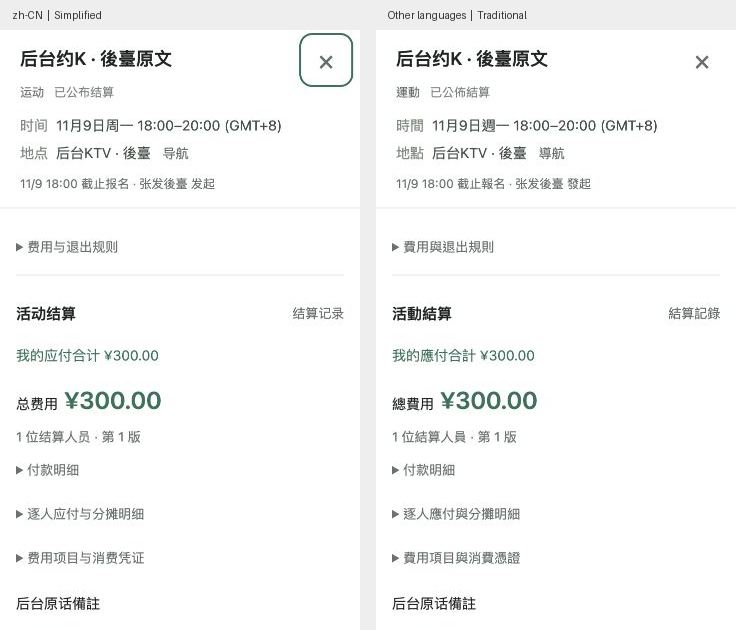 zh-CN | Simplified
后台约K · 後臺原文
×
运动 已公布结算
时间 11月9日周一 18:00–20:00 (GMT+8)
地点 后台KTV · 後臺 导航
11/9 18:00 截止报名 · 张发後臺 发起
▶ 费用与退出规则
活动结算 结算记录
我的应付合计 ¥300.00
总费用 ¥300.00
1 位结算人员 · 第 1 版
▶ 付款明细
▶ 逐人应付与分摊明细
▶ 费用项目与消费凭证
后台原话備註
Other languages | Traditional
后台约K · 後臺原文
×
運動 已公佈結算
時間 11月9日週一 18:00–20:00 (GMT+8)
地點 后台KTV · 後臺 導航
11/9 18:00 截止報名 · 张发後臺 發起
▶ 費用與退出規則
活動結算 結算記錄
我的應付合計 ¥300.00
總費用 ¥300.00
1 位結算人員 · 第 1 版
▶ 付款明細
▶ 逐人應付與分攤明細
▶ 費用項目與消費憑證
后台原话備註